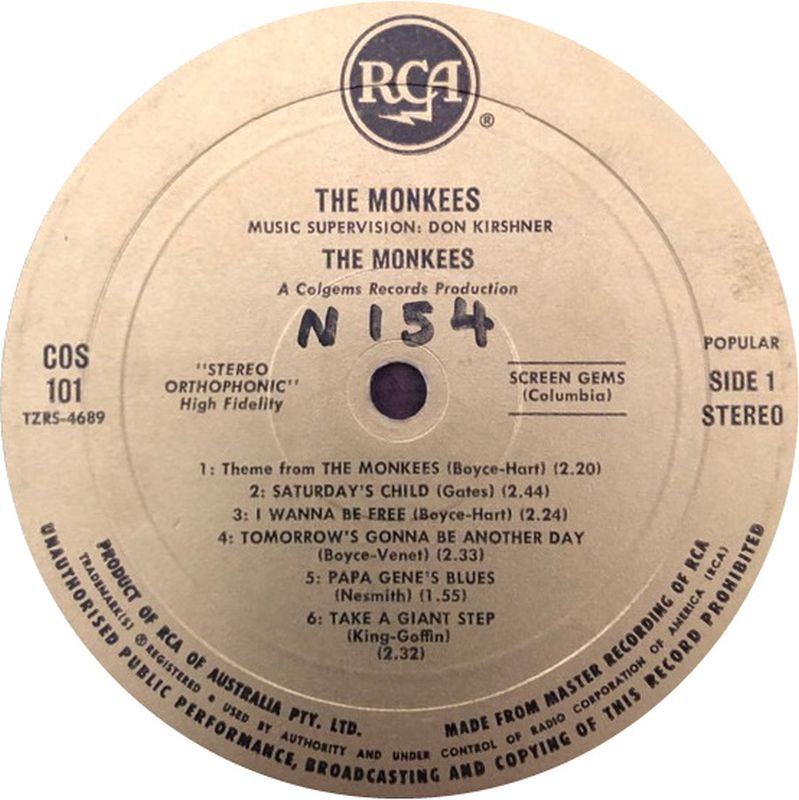 RCA
®
THE MONKEES
MUSIC SUPERVISION: DON KIRSHNER
THE MONKEES
A Colgems Records Production
N 154
COS
101
TZRS-4689
"STEREO
ORTHOPHONIC"
High Fidelity
SCREEN GEMS
(Columbia)
POPULAR
SIDE 1
STEREO
1: Theme from THE MONKEES (Boyce-Hart) (2.20)
2: SATURDAY'S CHILD (Gates) (2.44)
3: I WANNA BE FREE (Boyce-Hart) (2.24)
4: TOMORROW'S GONNA BE ANOTHER DAY
(Boyce-Venet) (2.33)
5: PAPA GENE'S BLUES
(Nesmith) (1.55)
6: TAKE A GIANT STEP
(King-Goffin)
(2.32)
PRODUCT OF RCA OF AUSTRALIA PTY. LTD. MADE FROM MASTER RECORDING OF RCA
TRADEMARK(S) ® REGISTERED • USED BY AUTHORITY AND UNDER CONTROL OF RADIO CORPORATION OF AMERICA (RCA)
UNAUTHORISED PUBLIC PERFORMANCE, BROADCASTING AND COPYING OF THIS RECORD PROHIBITED